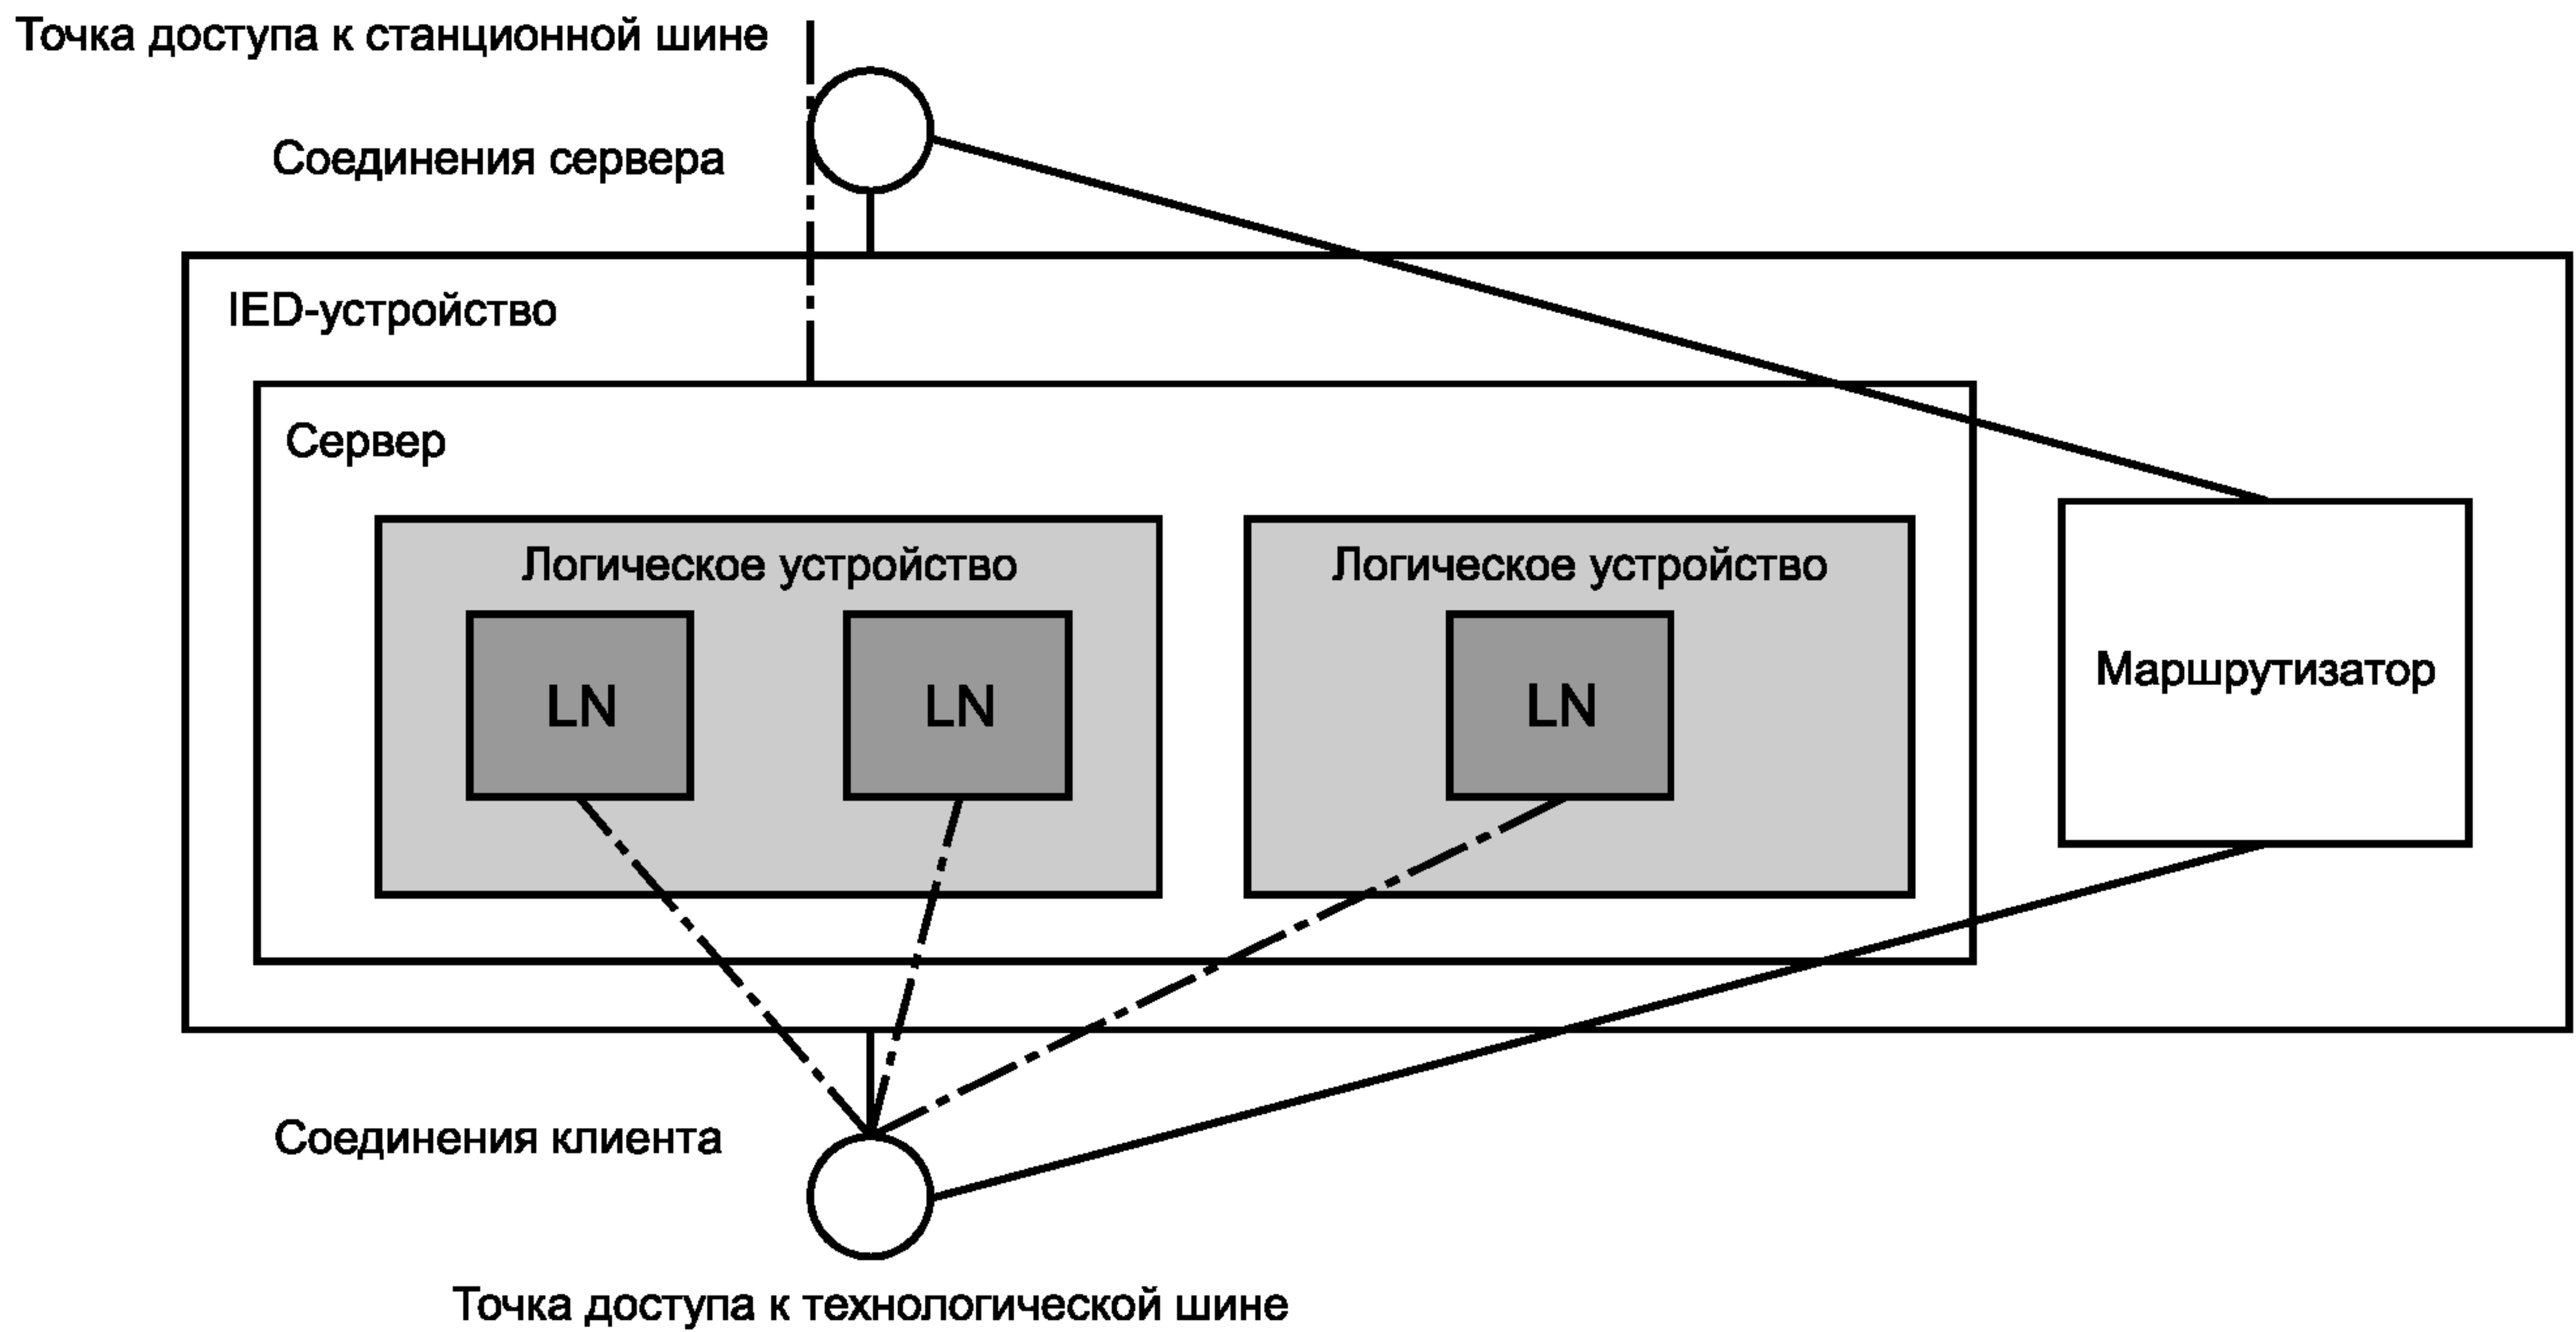 Точка доступа к станционной шине
Соединения сервера
IED-устройство
Сервер
Логическое устройство
Логическое устройство
LN
LN
LN
Маршрутизатор
Соединения клиента
Точка доступа к технологической шине